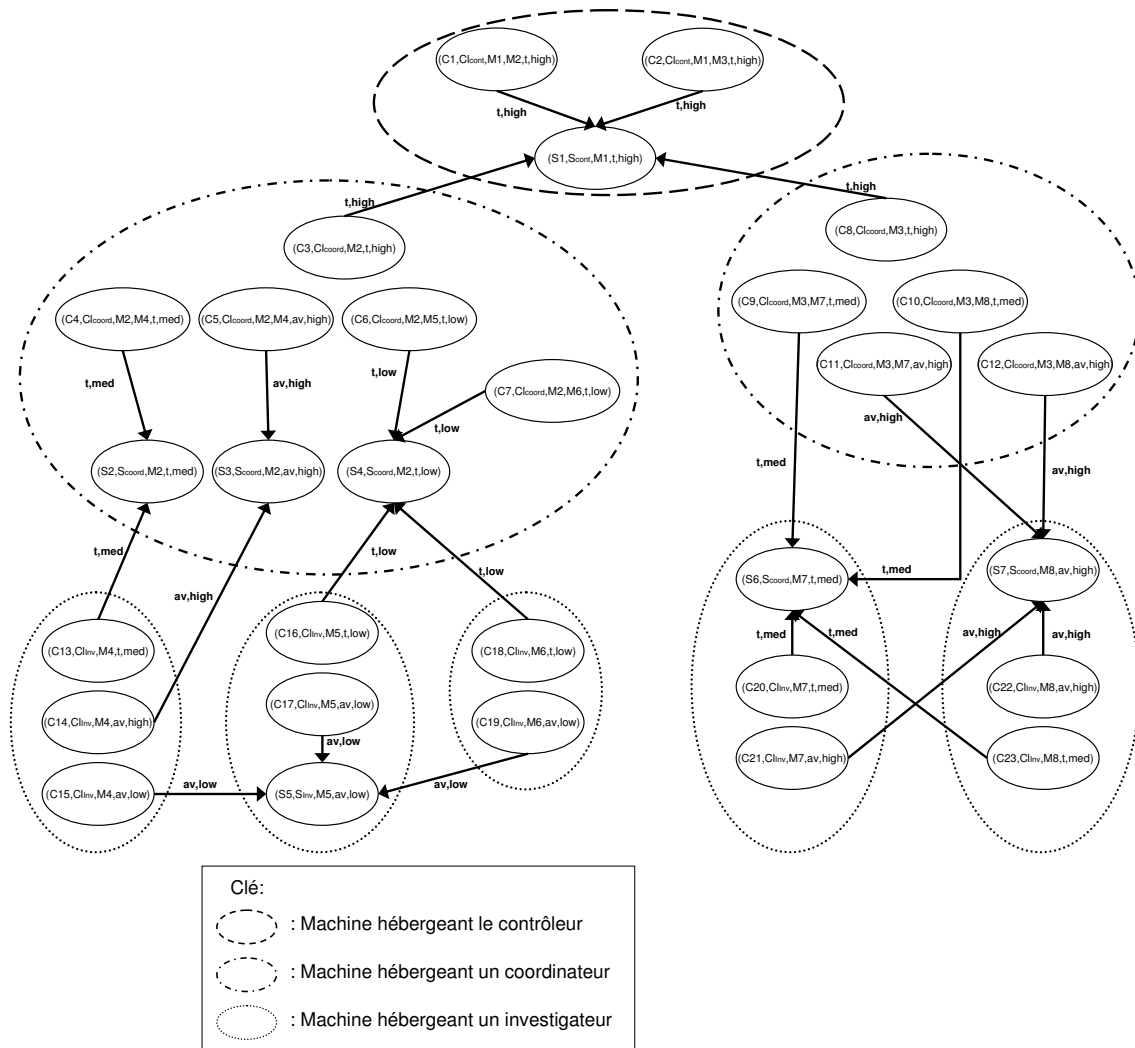 (C1,Clcont,M1,M2,t,high)
(C2,Clcont,M1,M3,t,high)
t,high
t,high
(S1,Scont,M1,t,high)
t,high
t,high
(C3,Clcoord,M2,t,high)
(C8,Clcoord,M3,t,high)
(C4,Clcoord,M2,M4,t,med)
(C5,Clcoord,M2,M4,av,high)
(C6,Clcoord,M2,M5,t,low)
(C9,Clcoord,M3,M7,t,med)
(C10,Clcoord,M3,M8,t,med)
t,med
av,high
t,low
(C7,Clcoord,M2,M6,t,low)
(C11,Clcoord,M3,M7,av,high)
(C12,Clcoord,M3,M8,av,high)
t,low
av,high
(S2,Scoord,M2,t,med)
(S3,Scoord,M2,av,high)
(S4,Scoord,M2,t,low)
t,med
av,high
t,med
t,low
t,low
av,high
t,med
(S6,Scoord,M7,t,med)
(S7,Scoord,M8,av,high)
(C13,ClInv,M4,t,med)
(C16,ClInv,M5,t,low)
(C18,ClInv,M6,t,low)
t,med
t,med
av,high
av,high
(C14,ClInv,M4,av,high)
(C17,ClInv,M5,av,low)
(C19,ClInv,M6,av,low)
(C20,ClInv,M7,t,med)
(C22,ClInv,M8,av,high)
av,low
(C21,ClInv,M7,av,high)
(C23,ClInv,M8,t,med)
(C15,ClInv,M4,av,low)
av,low
(S5,SInv,M5,av,low)
av,low
Clé:
: Machine hébergeant le contrôleur
: Machine hébergeant un coordinateur
: Machine hébergeant un investigateur